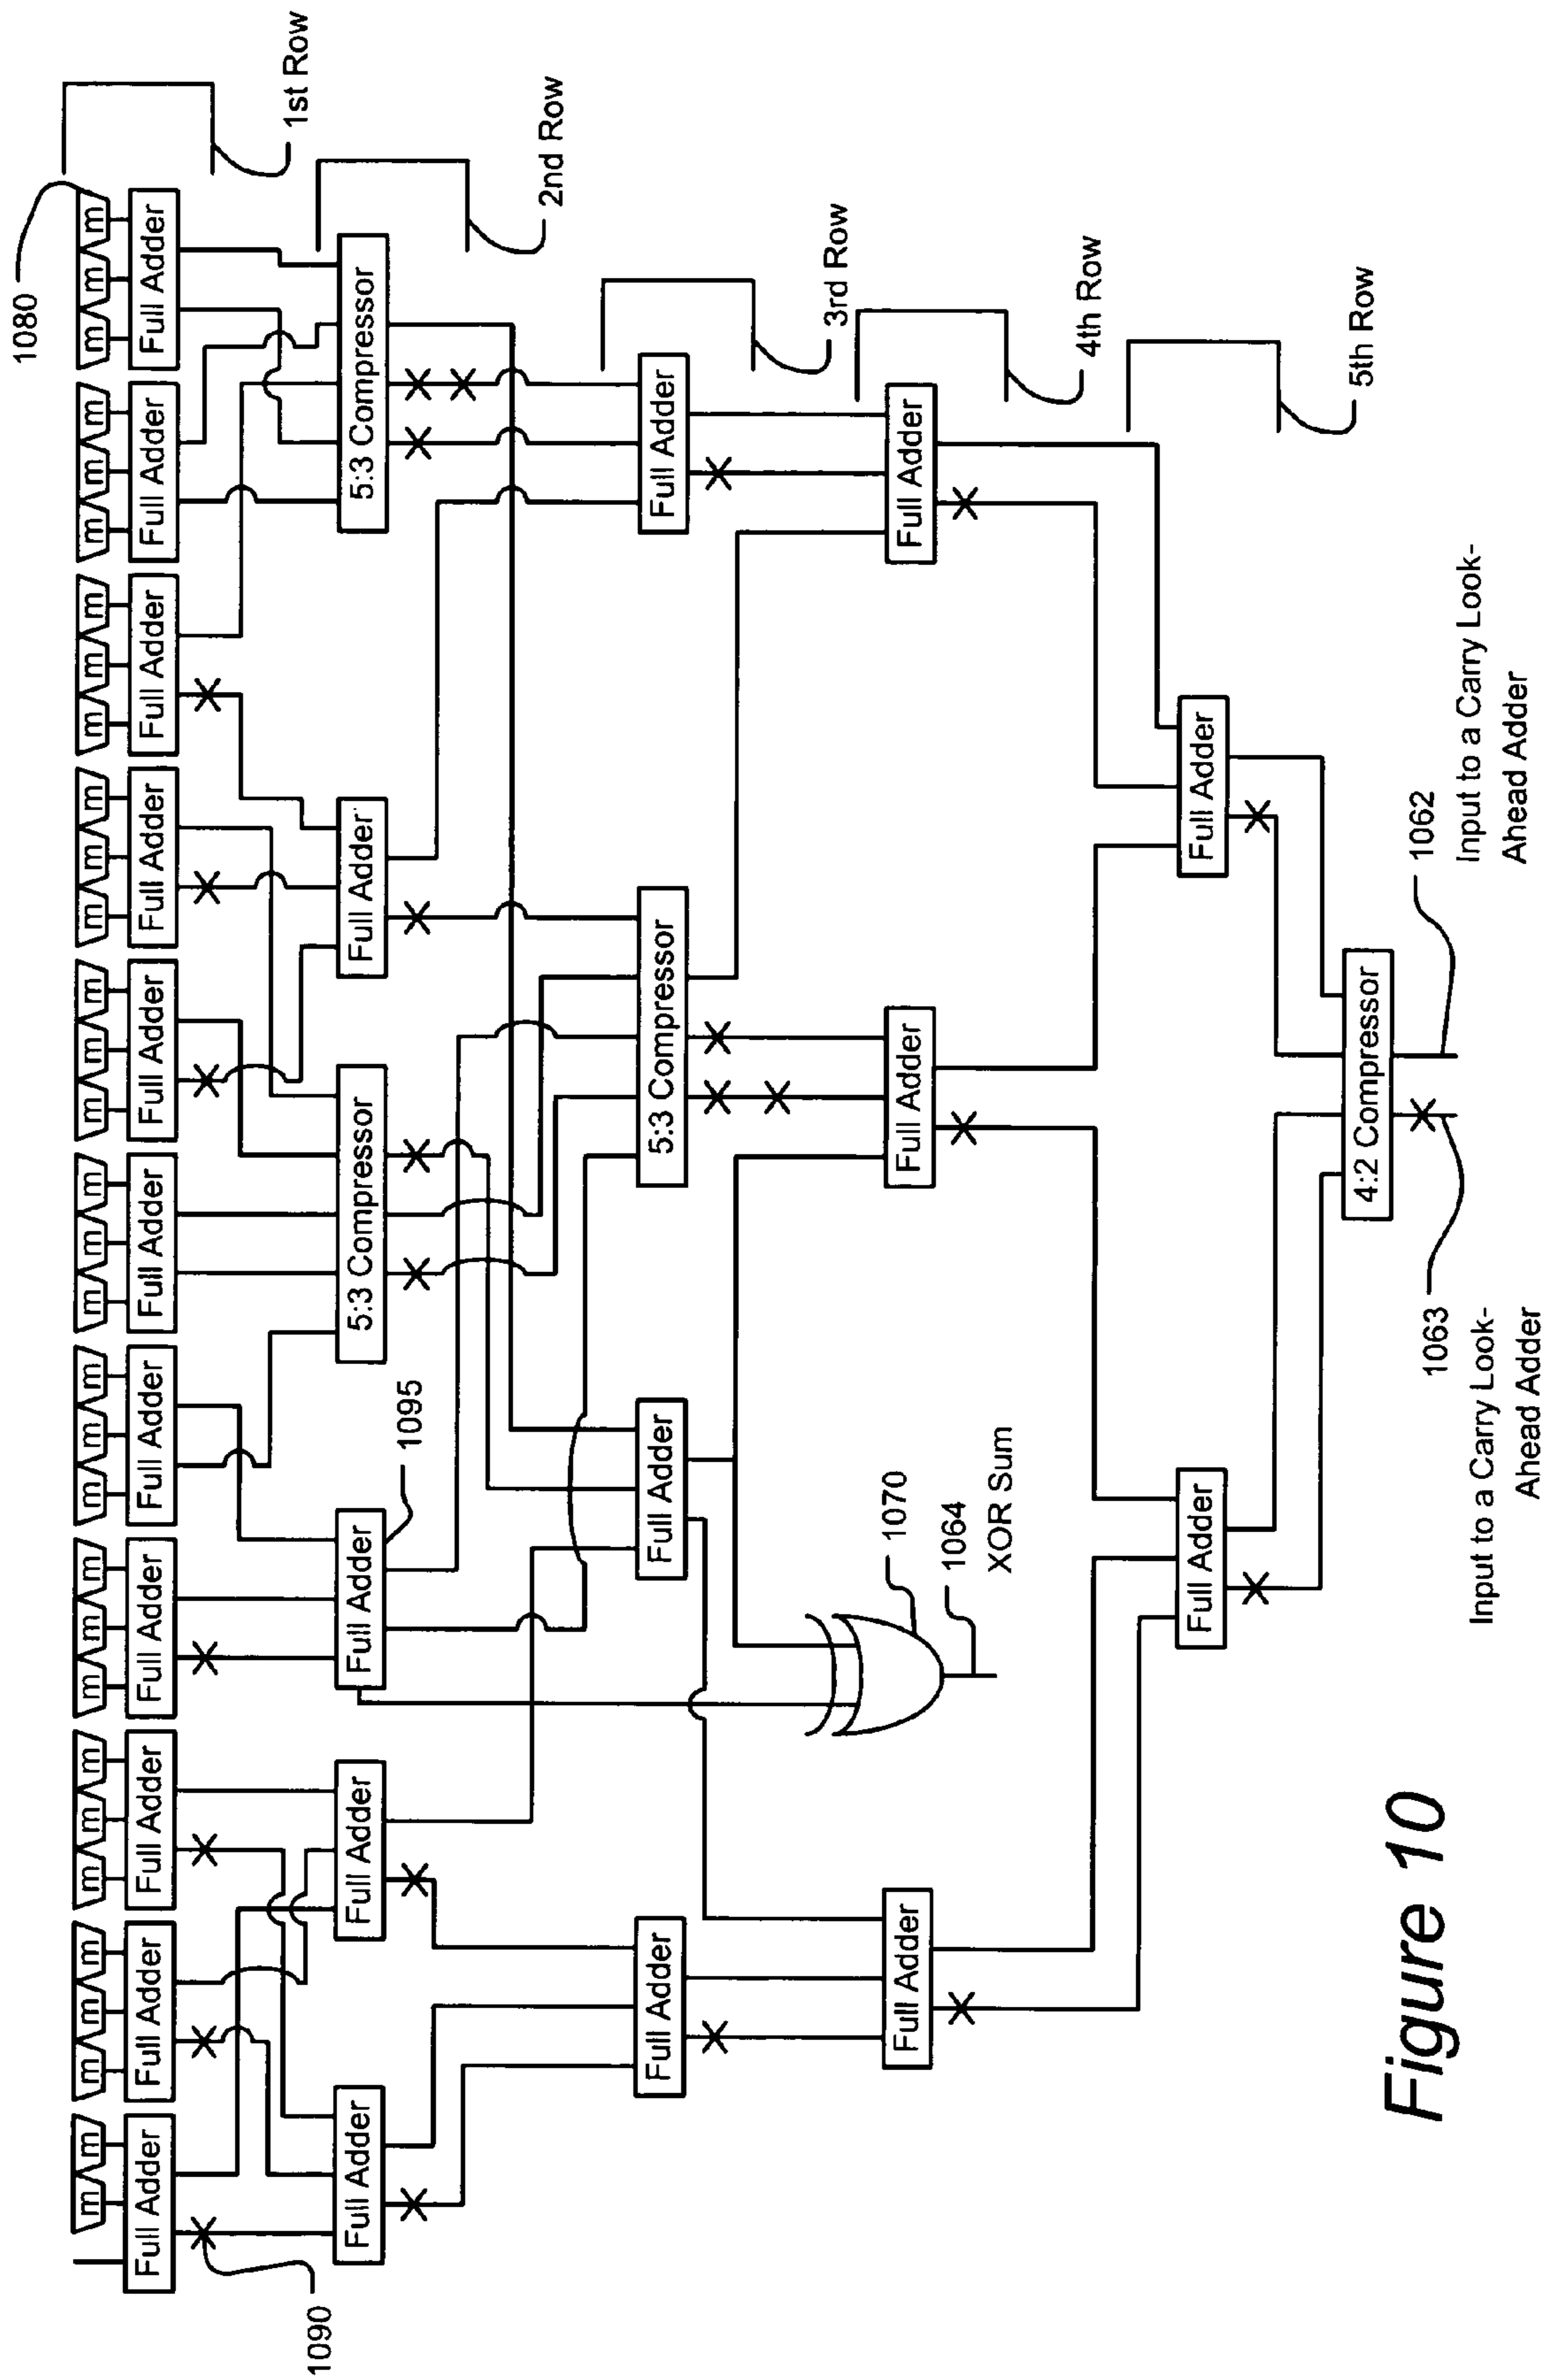 1080
m m m m m m m m m m m m m m m m m m m m m m m m m m m m m m m m
Full Adder Full Adder Full Adder Full Adder Full Adder Full Adder Full Adder Full Adder Full Adder Full Adder Full Adder
1st Row
1090
Full Adder Full Adder Full Adder 5:3 Compressor Full Adder 5:3 Compressor
1095
2nd Row
Full Adder Full Adder 5:3 Compressor Full Adder
3rd Row
1070
Full Adder Full Adder Full Adder
1064
XOR Sum
4th Row
Full Adder Full Adder
5th Row
4:2 Compressor
1063
Input to a Carry Look-
Ahead Adder
1062
Input to a Carry Look-
Ahead Adder
Figure 10